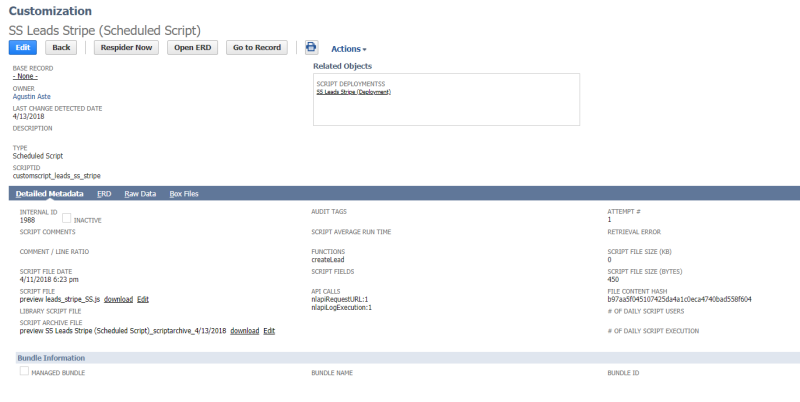 Customization
SS Leads Stripe (Scheduled Script)
Edit Back Respider Now Open ERD Go to Record Actions
BASE RECORD
- None -
OWNER
Agustin Aste
LAST CHANGE DETECTED DATE
4/13/2018
DESCRIPTION
TYPE
Scheduled Script
SCRIPTID
customscript_leads_ss_stripe
Related Objects
SCRIPT DEPLOYMENTSS
SS Leads Stripe (Deployment)
Detailed Metadata ERD Raw Data Box Files
INTERNAL ID
1988 INACTIVE
SCRIPT COMMENTS
COMMENT / LINE RATIO
SCRIPT FILE DATE
4/11/2018 6:23 pm
SCRIPT FILE
preview leads_stripe_SS.js download Edit
LIBRARY SCRIPT FILE
SCRIPT ARCHIVE FILE
preview SS Leads Stripe (Scheduled Script)_scriptarchive_4/13/2018 download Edit
AUDIT TAGS
SCRIPT AVERAGE RUN TIME
FUNCTIONS
createLead
SCRIPT FIELDS
API CALLS
nlapiRequestURL:1
nlapiLogExecution:1
ATTEMPT #
1
RETRIEVAL ERROR
SCRIPT FILE SIZE (KB)
0
SCRIPT FILE SIZE (BYTES)
450
FILE CONTENT HASH
b97aa5f045107425da4a1c0eca4740bad558f604
# OF DAILY SCRIPT USERS
# OF DAILY SCRIPT EXECUTION
Bundle Information
MANAGED BUNDLE BUNDLE NAME BUNDLE ID